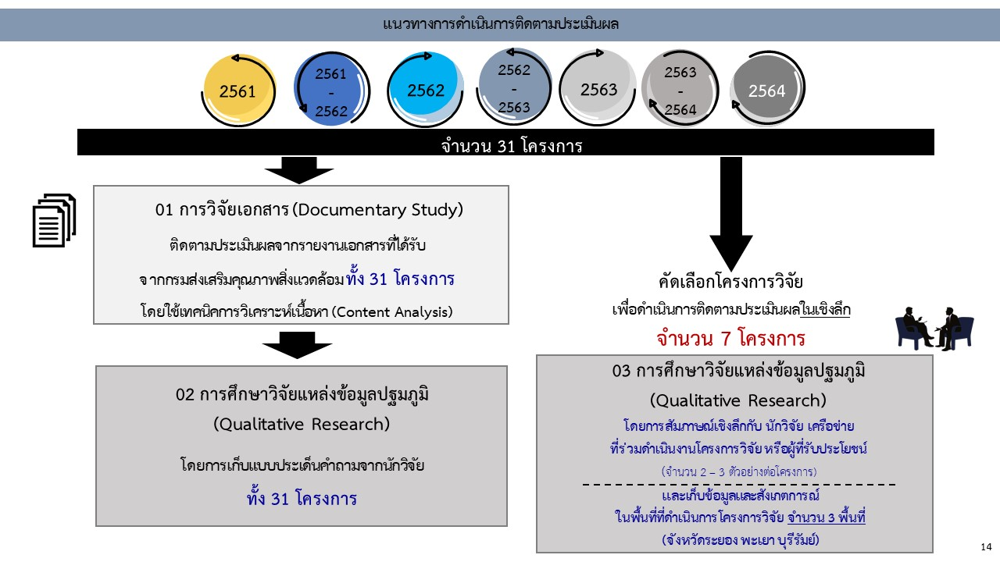 แนวทางการดำเนินการติดตามประเมินผล
2561
2561
-
2562
2562
2562
-
2563
2563
2563
-
2564
2564
จำนวน 31 โครงการ
01 การวิจัยเอกสาร (Documentary Study)
ติดตามประเมินผลจากรายงานเอกสารที่ได้รับ
จากกรมส่งเสริมคุณภาพสิ่งแวดล้อม ทั้ง 31 โครงการ
โดยใช้เทคนิคการวิเคราะห์เนื้อหา (Content Analysis)
02 การศึกษาวิจัยแหล่งข้อมูลปฐมภูมิ
(Qualitative Research)
โดยการเก็บแบบประเด็นคำถามจากนักวิจัย
ทั้ง 31 โครงการ
คัดเลือกโครงการวิจัย
เพื่อดำเนินการติดตามประเมินผลในเชิงลึก
จำนวน 7 โครงการ
03 การศึกษาวิจัยแหล่งข้อมูลปฐมภูมิ
(Qualitative Research)
โดยการสัมภาษณ์เชิงลึกกับ นักวิจัย เครือข่าย
ที่ร่วมดำเนินงานโครงการวิจัย หรือผู้ที่รับประโยชน์
(จำนวน 2 – 3 ตัวอย่างต่อโครงการ)
และเก็บข้อมูลและสังเกตการณ์
ในพื้นที่ที่ดำเนินการโครงการวิจัย จำนวน 3 พื้นที่
(จังหวัดระยอง พะเยา บุรีรัมย์)
14